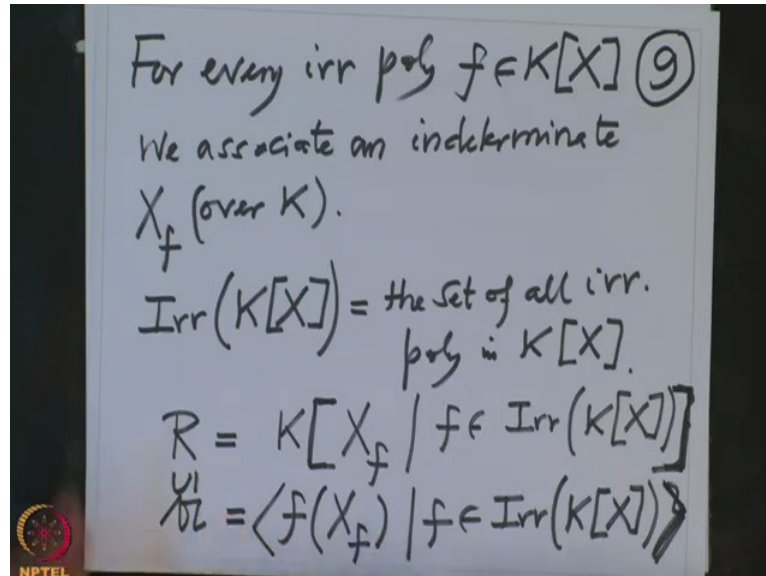 For every irr poly f ∈ K[X] ⑨
We associate an indeterminate
X_f (over K).
Irr(K[X]) = the set of all irr.
poly in K[X].
R = K[X_f | f ∈ Irr(K[X])]
∪|
= ⟨f(X_f) | f ∈ Irr(K[X])⟩
NPTEL